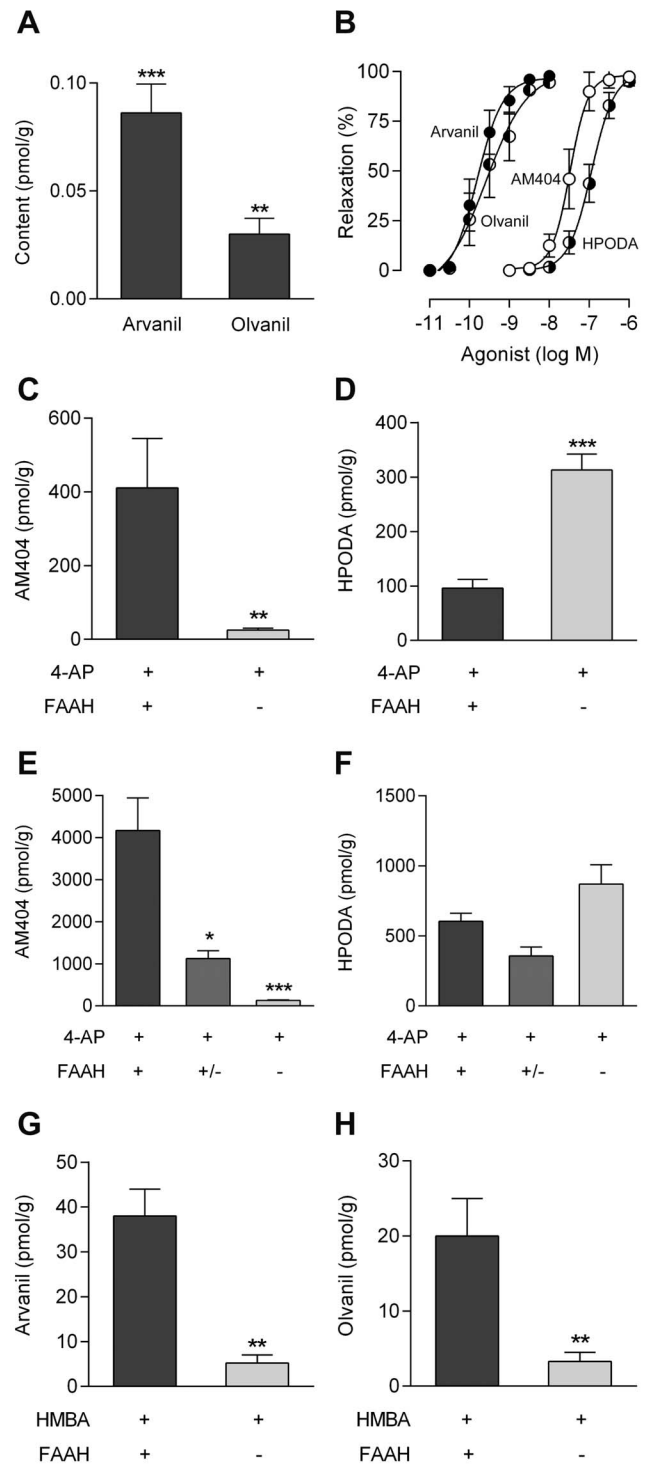 A
Content (pmol/g)
0.10
0.05
0.00
***
**
Arvanil Olvanil
B
Relaxation (%)
100
75
50
25
0
Arvanil
Olvanil
AM404
HPODA
-11 -10 -9 -8 -7 -6
Agonist (log M)
C
AM404 (pmol/g)
600
400
200
0
**
4-AP + +
FAAH + -
D
HPODA (pmol/g)
400
300
200
100
0
***
4-AP + +
FAAH + -
E
AM404 (pmol/g)
5000
4000
3000
2000
1000
0
*
***
4-AP + + +
FAAH + +/- -
F
HPODA (pmol/g)
1500
1000
500
0
4-AP + + +
FAAH + +/- -
G
Arvanil (pmol/g)
50
40
30
20
10
0
**
HMBA + +
FAAH + -
H
Olvanil (pmol/g)
30
20
10
0
**
HMBA + +
FAAH + -